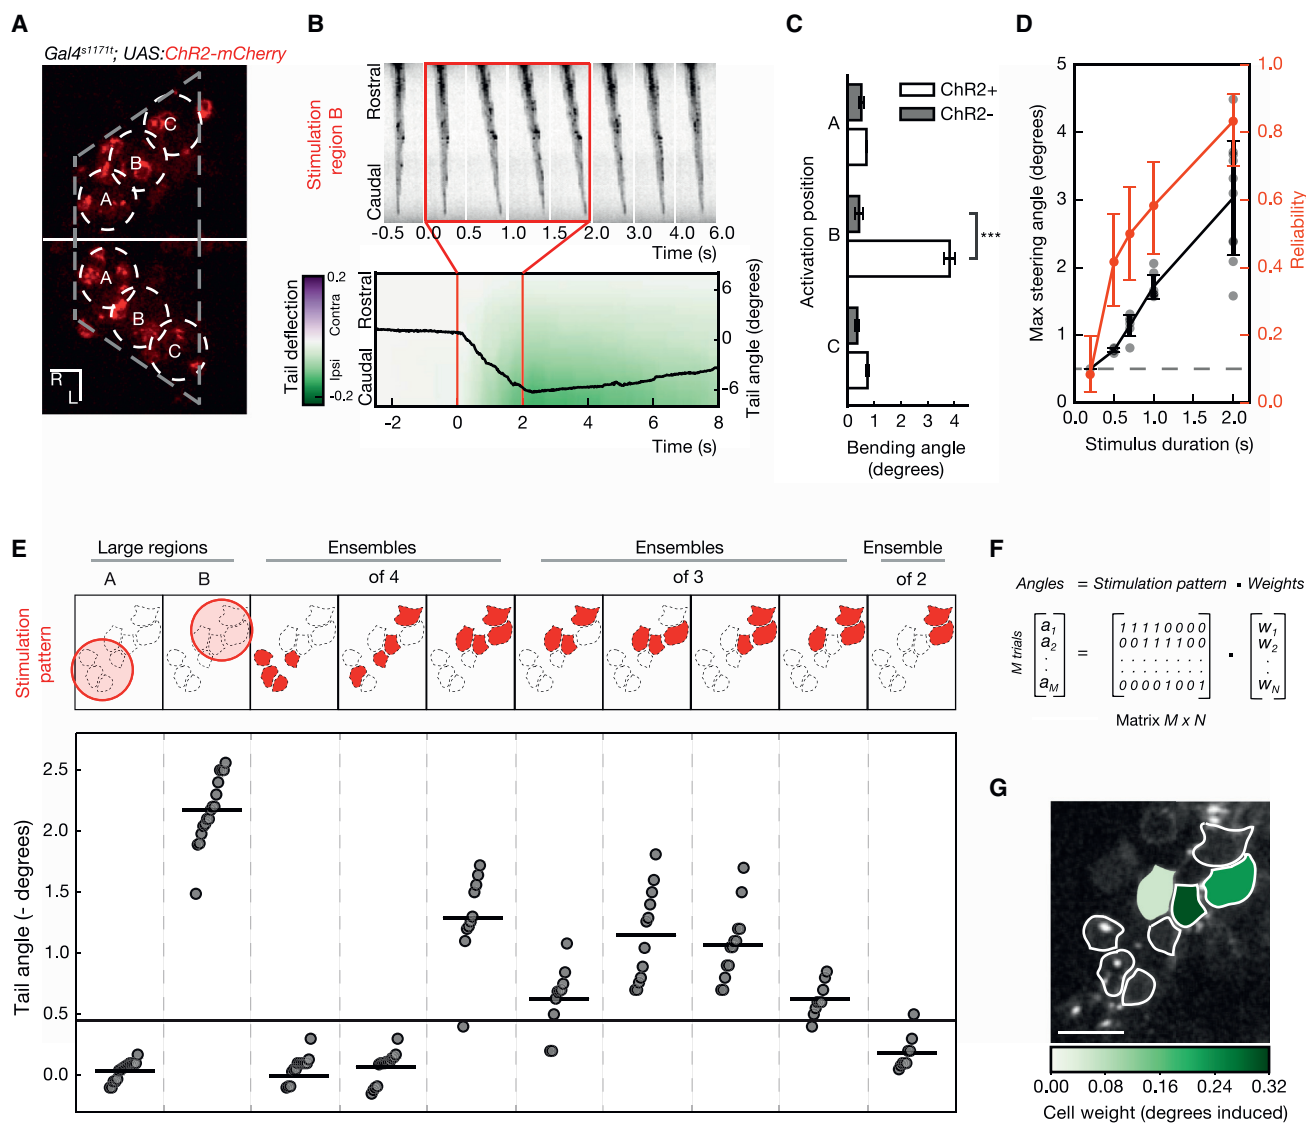 A
Gal4s1171t; UAS:ChR2-mCherry
C
B
A
A
B
C
R
L
B
Stimulation
region B
Rostral
Caudal
-0.5 0.0 0.5 1.0 1.5 2.0 3.0 4.0 6.0
Time (s)
Tail deflection
0.2
Contra
Ipsi
-0.2
Rostral
Caudal
6
0
-6
Tail angle (degrees)
-2 0 2 4 6 8
Time (s)
C
ChR2+
ChR2-
Activation position
A
B
C
***
0 1 2 3 4
Bending angle
(degrees)
D
Max steering angle (degrees)
5
4
3
2
1
0
0.0 0.5 1.0 1.5 2.0
Stimulus duration (s)
1.0
0.8
0.6
0.4
0.2
0.0
Reliability
E
Large regions Ensembles Ensembles Ensemble
A B of 4 of 3 of 2
Stimulation
pattern
Tail angle (- degrees)
2.5
2.0
1.5
1.0
0.5
0.0
F
Angles = Stimulation pattern · Weights
M trials
a1 1 1 1 1 0 0 0 0 w1
a2 0 0 1 1 1 1 0 0 w2
. = . . . . . . . . · .
aM 0 0 0 0 1 0 0 1 wN
Matrix M x N
G
0.00 0.08 0.16 0.24 0.32
Cell weight (degrees induced)